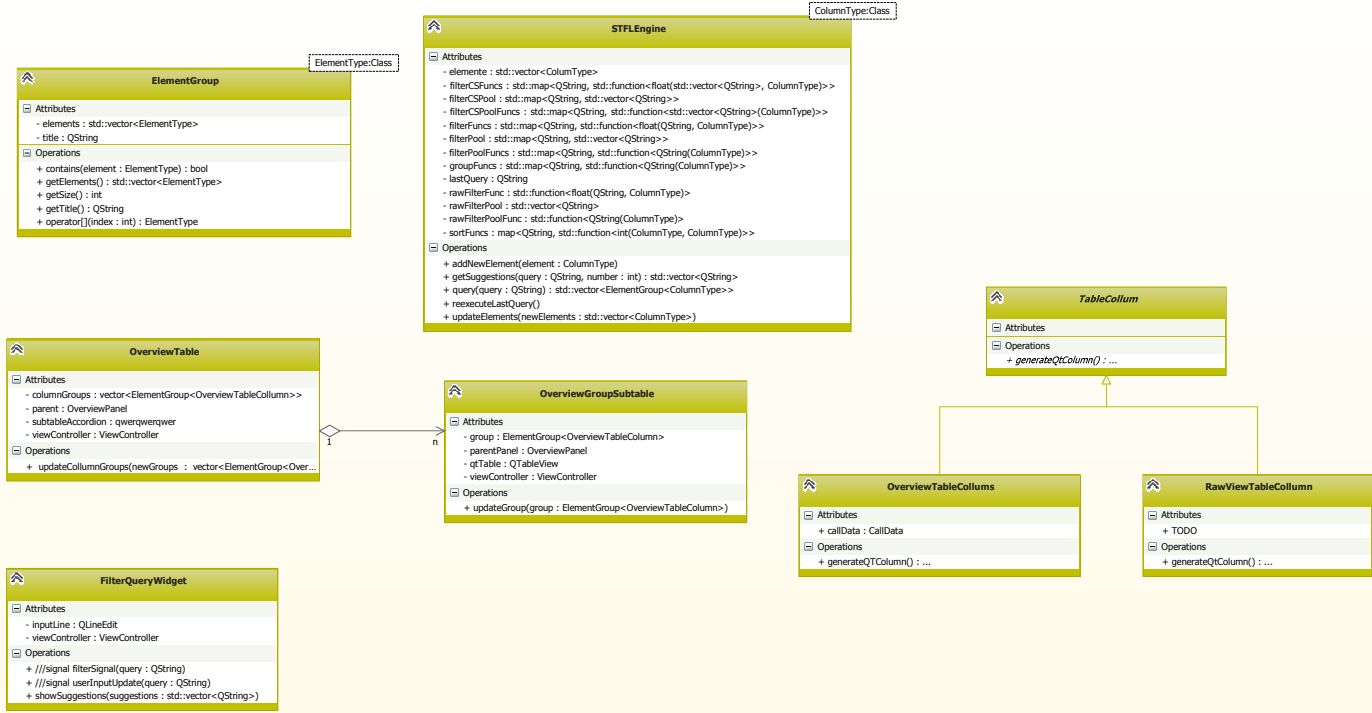 ElementType:Class
ElementGroup
Attributes
- elements : std::vector<ElementType>
- title : QString
Operations
+ contains(element : ElementType) : bool
+ getElements() : std::vector<ElementType>
+ getSize() : int
+ getTitle() : QString
+ operator[](index : int) : ElementType
ColumnType:Class
STFLEngine
Attributes
- elemente : std::vector<ColumType>
- filterCSFuncs : std::map<QString, std::function<float(std::vector<QString>, ColumnType)>>
- filterCSPool : std::map<QString, std::vector<QString>>
- filterCSPoolFuncs : std::map<QString, std::function<std::vector<QString>(ColumnType)>>
- filterFuncs : std::map<QString, std::function<float(QString, ColumnType)>>
- filterPool : std::map<QString, std::vector<QString>>
- filterPoolFuncs : std::map<QString, std::function<QString(ColumnType)>>
- groupFuncs : std::map<QString, std::function<QString(ColumnType)>>
- lastQuery : QString
- rawFilterFunc : std::function<float(QString, ColumnType)>
- rawFilterPool : std::vector<QString>
- rawFilterPoolFunc : std::function<QString(ColumnType)>
- sortFuncs : map<QString, std::function<int(ColumnType, ColumnType)>>
Operations
+ addNewElement(element : ColumnType)
+ getSuggestions(query : QString, number : int) : std::vector<QString>
+ query(query : QString) : std::vector<ElementGroup<ColumnType>>
+ reexecuteLastQuery()
+ updateElements(newElements : std::vector<ColumnType>)
TableCollum
Attributes
Operations
+ generateQtColumn() : ...
OverviewTable
Attributes
- columnGroups : vector<ElementGroup<OverviewTableCollumn>>
- parent : OverviewPanel
- subtableAccordion : qwerqwerqwer
- viewController : ViewController
Operations
+ updateCollumnGroups(newGroups : vector<ElementGroup<Over...
1
n
OverviewGroupSubtable
Attributes
- group : ElementGroup<OverviewTableColumn>
- parentPanel : OverviewPanel
- qtTable : QTableView
- viewController : ViewController
Operations
+ updateGroup(group : ElementGroup<OverviewTableColumn>)
OverviewTableCollums
Attributes
+ callData : CallData
Operations
+ generateQTColumn() : ...
RawViewTableCollumn
Attributes
+ TODO
Operations
+ generateQtColumn() : ...
FilterQueryWidget
Attributes
- inputLine : QLineEdit
- viewController : ViewController
Operations
+ ///signal filterSignal(query : QString)
+ ///signal userInputUpdate(query : QString)
+ showSuggestions(suggestions : std::vector<QString>)